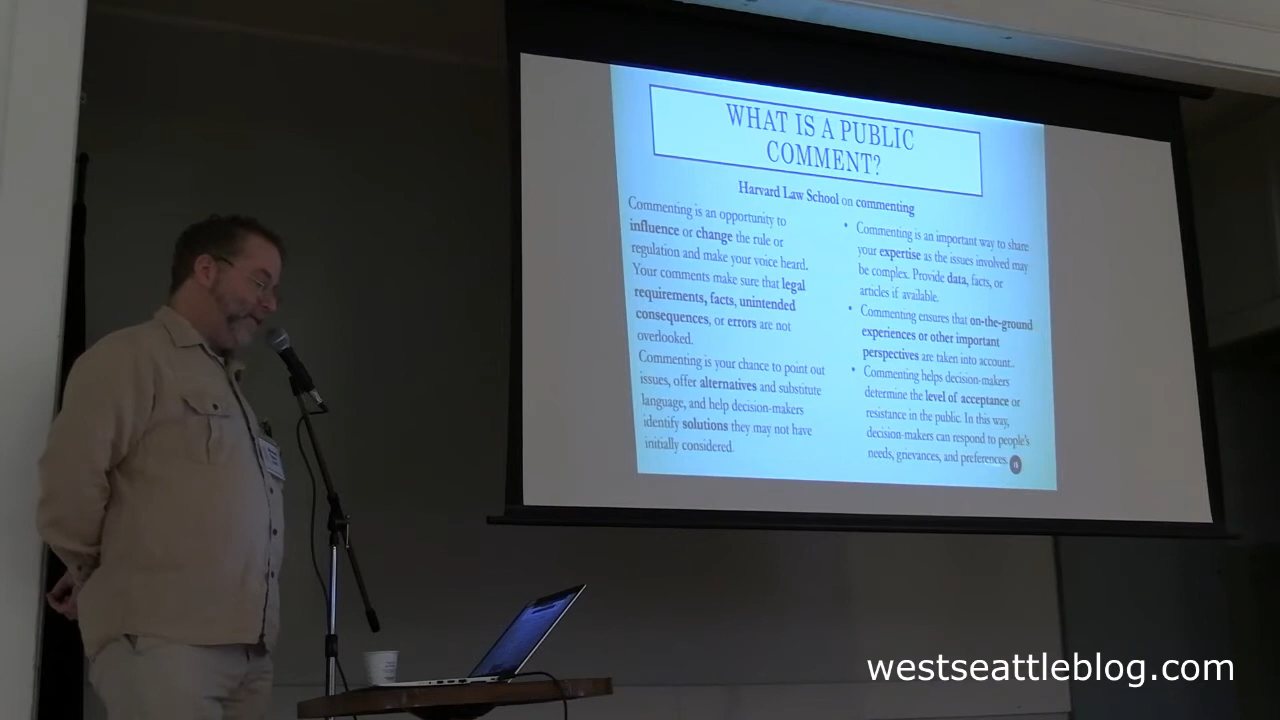 WHAT IS A PUBLIC
COMMENT?
Harvard Law School on commenting
Commenting is an opportunity to
influence or change the rule or
regulation and make your voice heard.
Your comments make sure that legal
requirements, facts, unintended
consequences, or errors are not
overlooked.
Commenting is your chance to point out
issues, offer alternatives and substitute
language, and help decision-makers
identify solutions they may not have
initially considered.
• Commenting is an important way to share
your expertise as the issues involved may
be complex. Provide data, facts, or
articles if available.
• Commenting ensures that on-the-ground
experiences or other important
perspectives are taken into account..
• Commenting helps decision-makers
determine the level of acceptance or
resistance in the public. In this way,
decision-makers can respond to people's
needs, grievances, and preferences.
westseattleblog.com